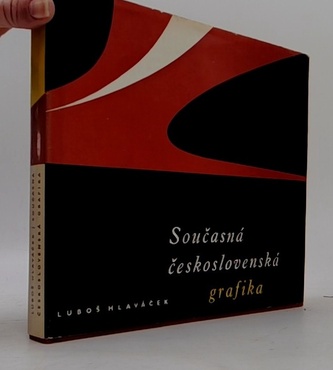 Současná
československá
grafika
LUBOŠ HLAVÁČEK